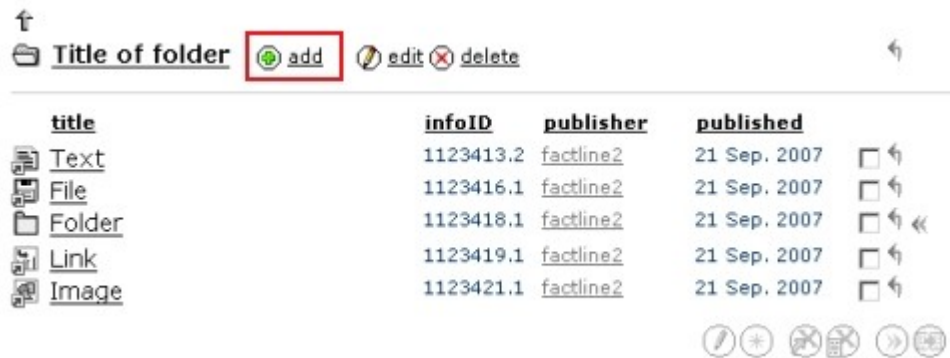 Title of folder add edit delete
title infoID publisher published
Text 1123413.2 factline2 21 Sep. 2007
File 1123416.1 factline2 21 Sep. 2007
Folder 1123418.1 factline2 21 Sep. 2007
Link 1123419.1 factline2 21 Sep. 2007
Image 1123421.1 factline2 21 Sep. 2007